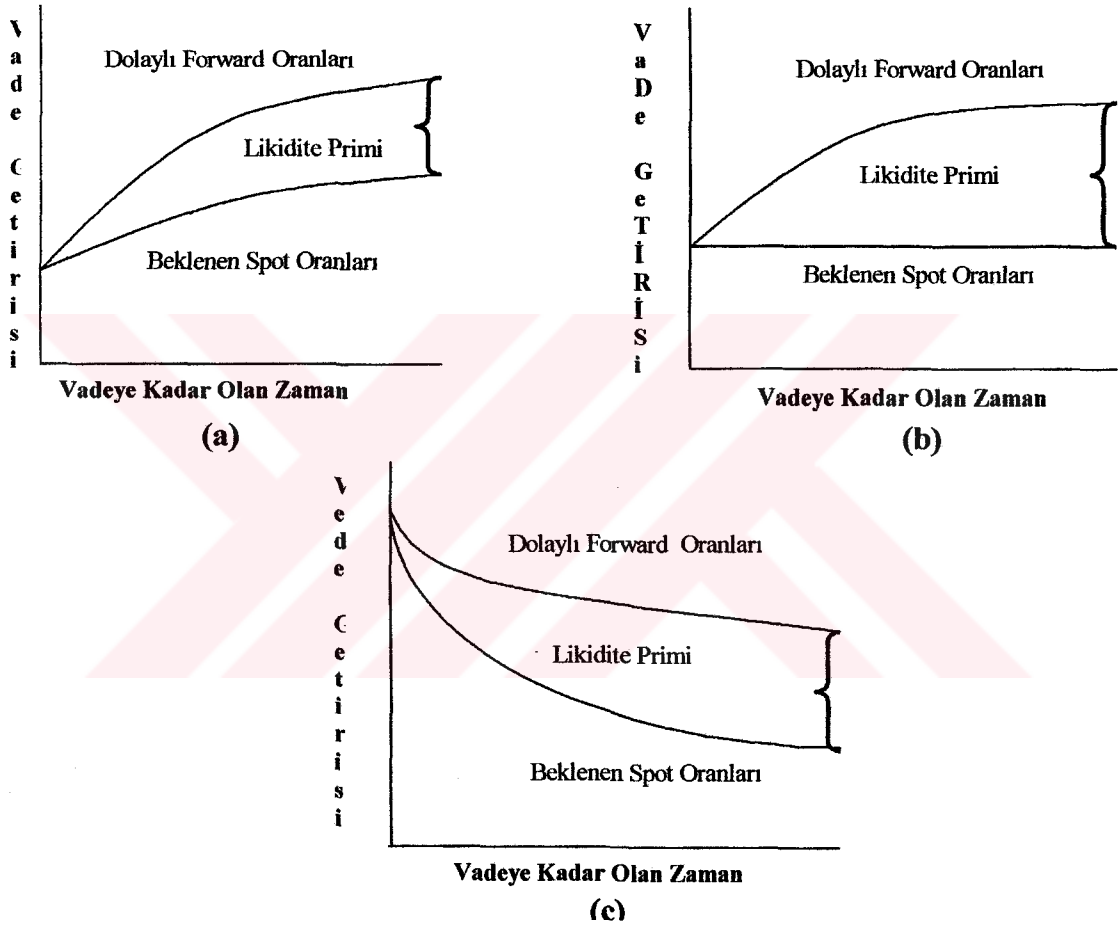 Vade Getirisi
Dolaylı Forward Oranları
Likidite Primi
Beklenen Spot Oranları
Vadeye Kadar Olan Zaman
(a)
VaDe GeTİRİSi
Dolaylı Forward Oranları
Likidite Primi
Beklenen Spot Oranları
Vadeye Kadar Olan Zaman
(b)
Vede Getirisi
Dolaylı Forward Oranları
Likidite Primi
Beklenen Spot Oranları
Vadeye Kadar Olan Zaman
(c)